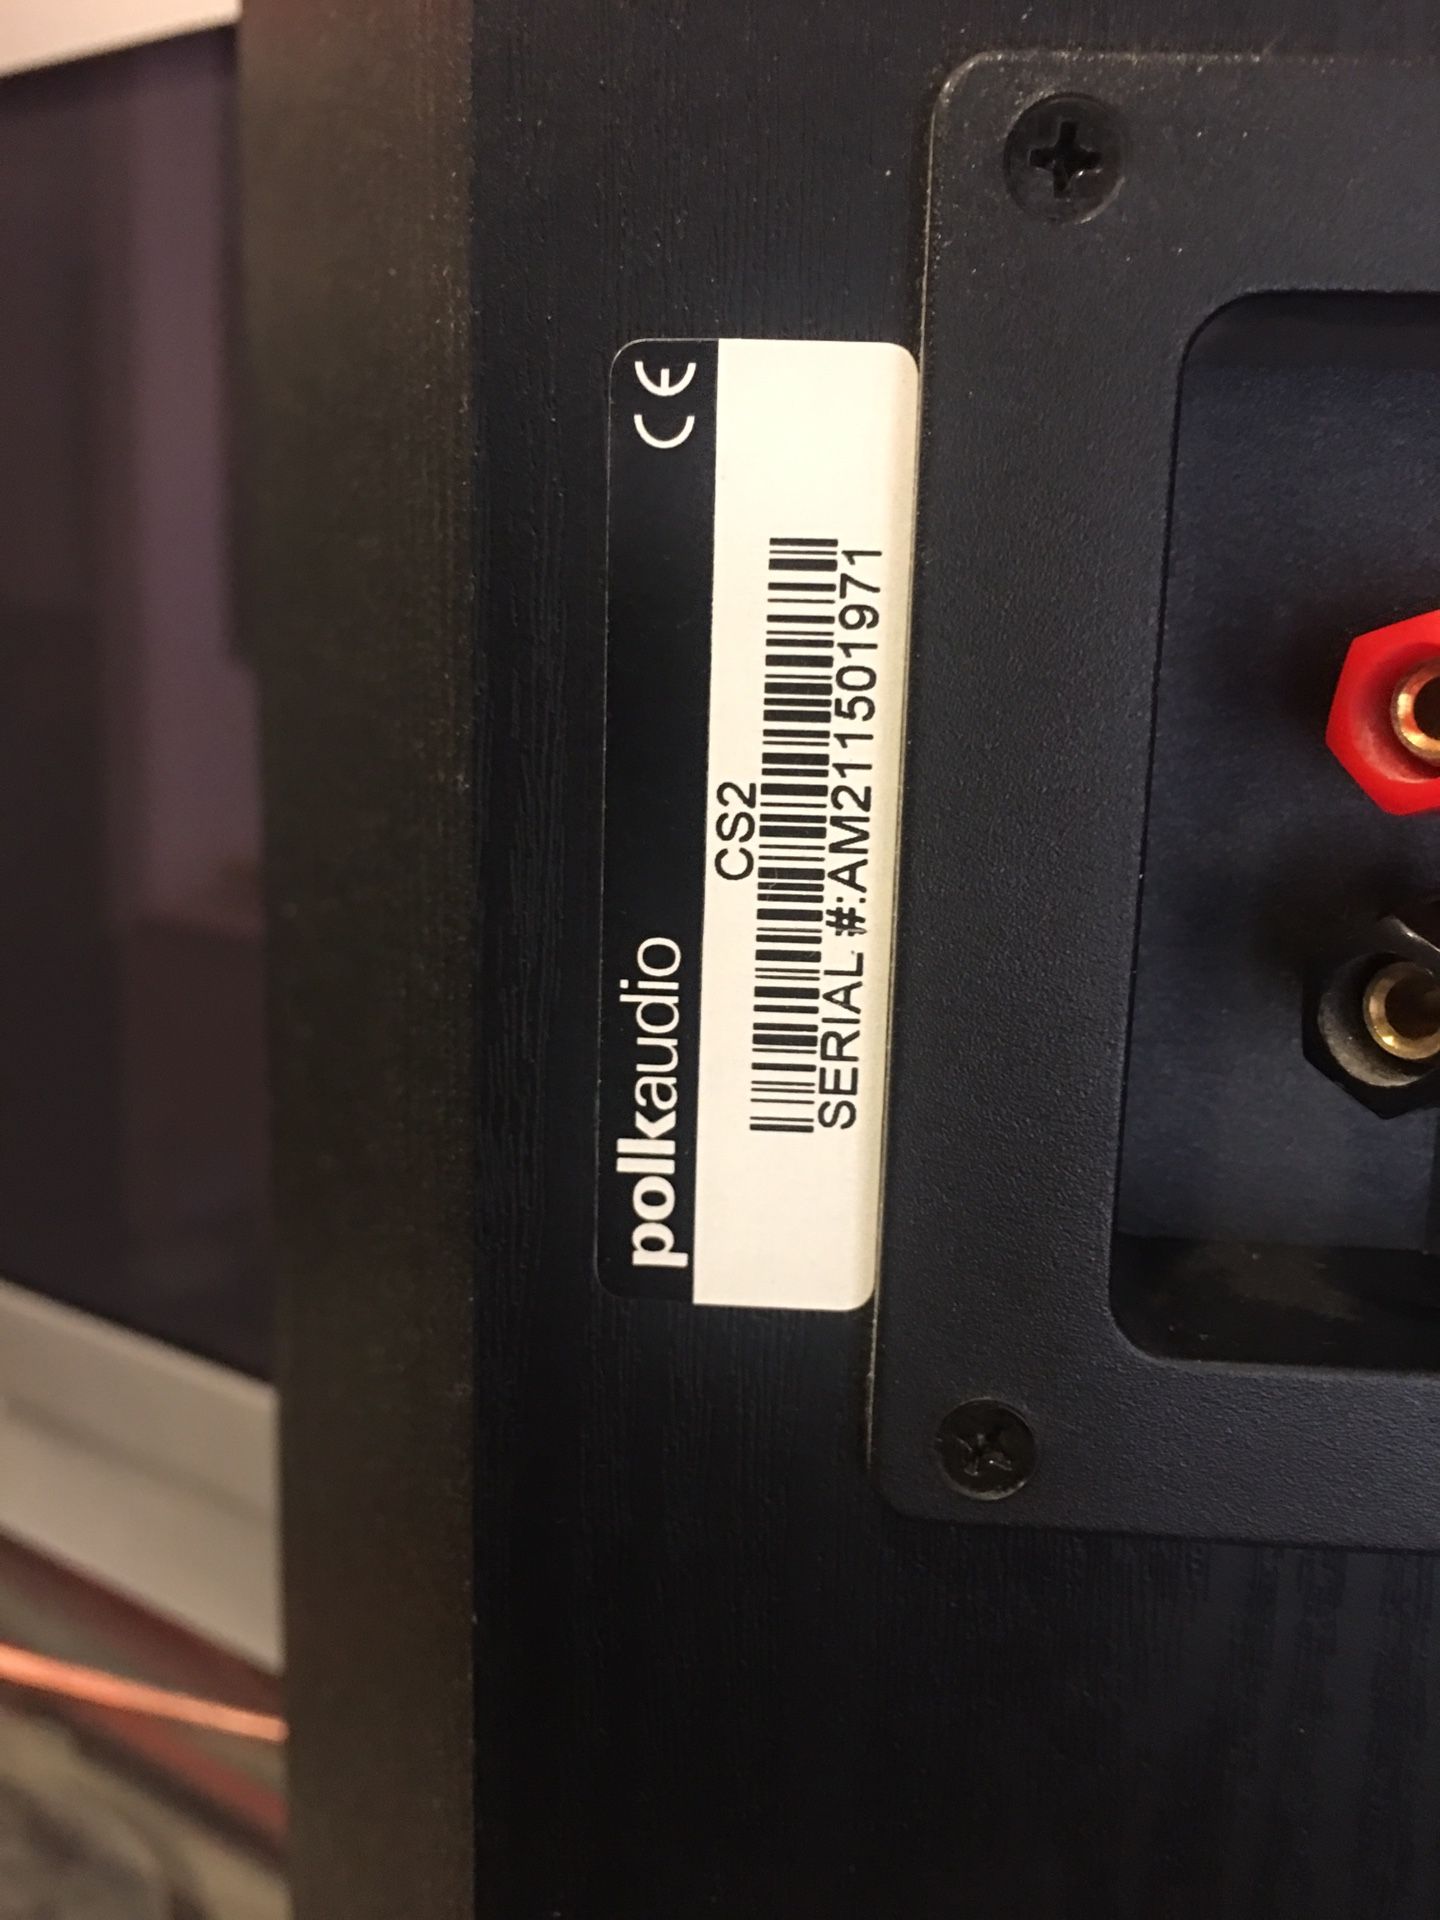 polkaudio CE
CS2
SERIAL #:AM211501971